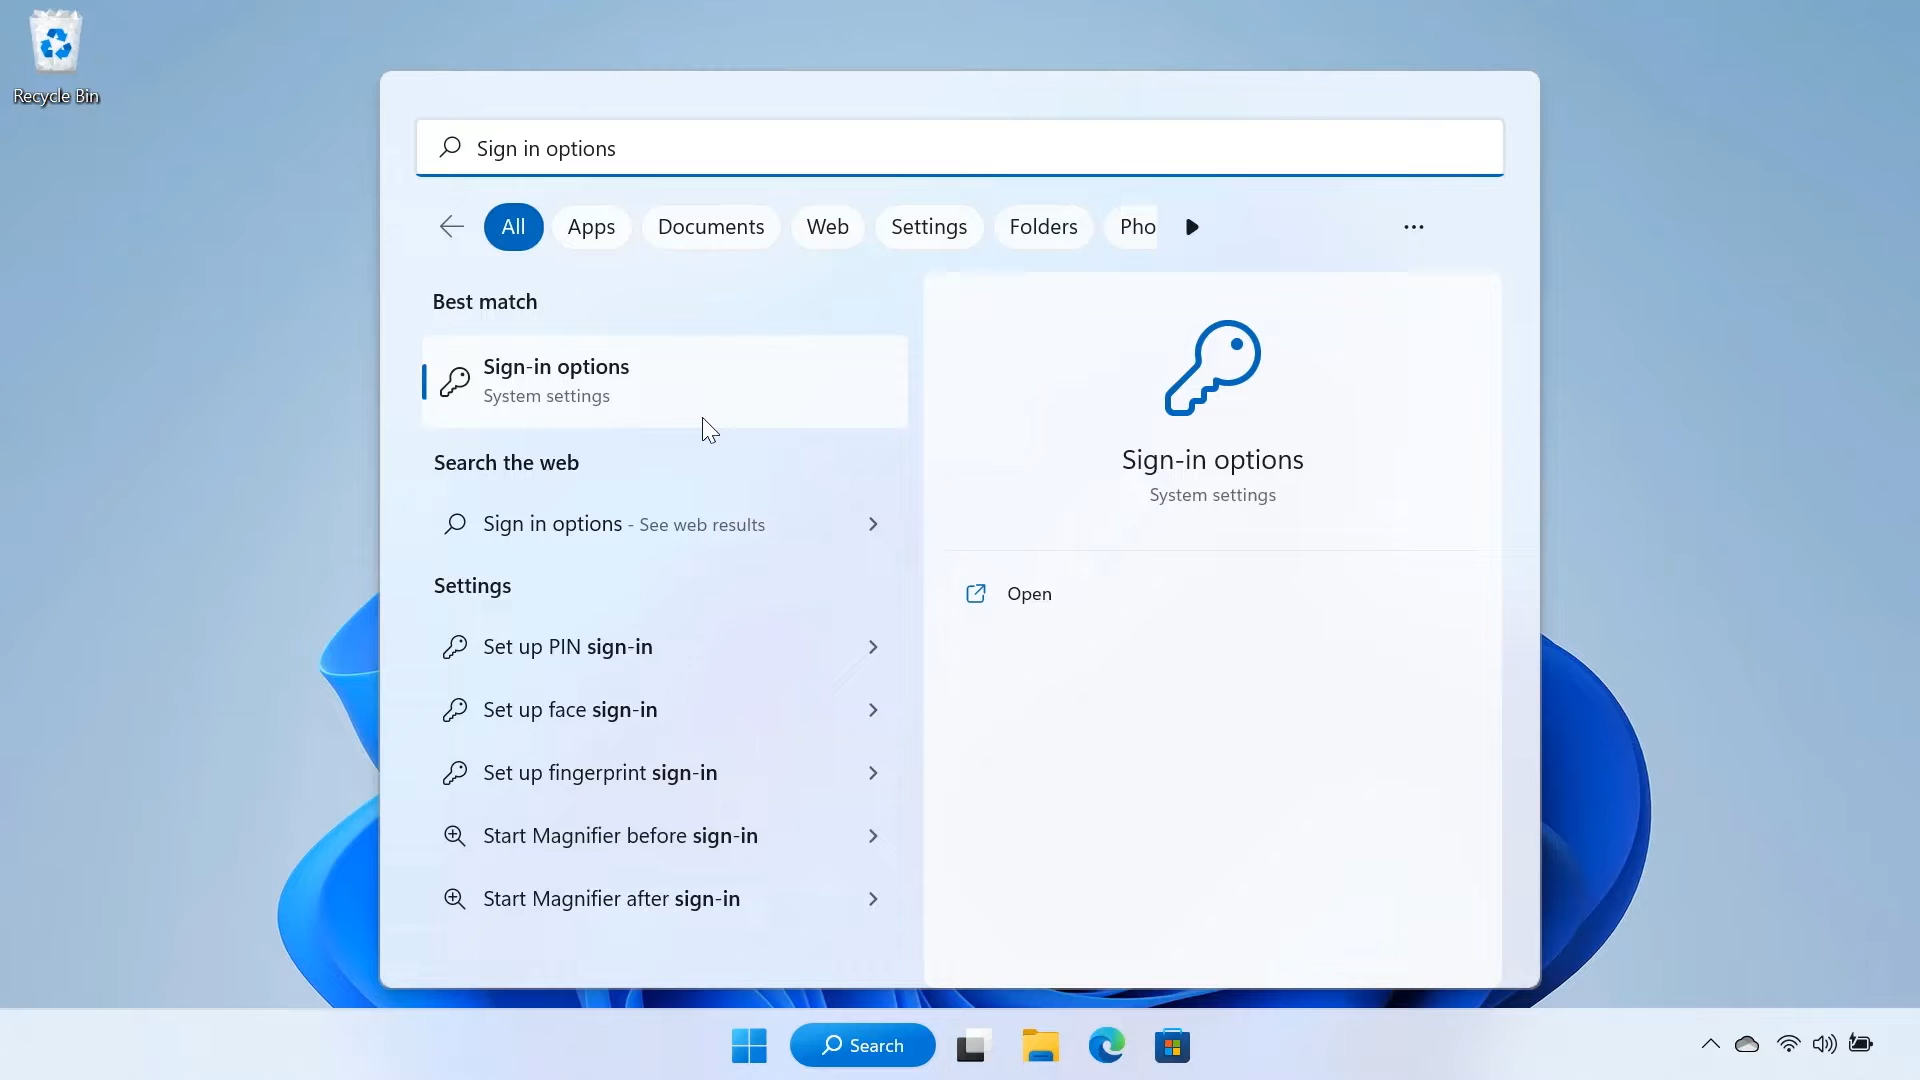 Recycle Bin
Sign in options
All Apps Documents Web Settings Folders Pho
Best match
Sign-in options
System settings
Search the web
Sign in options - See web results
Settings
Set up PIN sign-in
Set up face sign-in
Set up fingerprint sign-in
Start Magnifier before sign-in
Start Magnifier after sign-in
Sign-in options
System settings
Open
Search